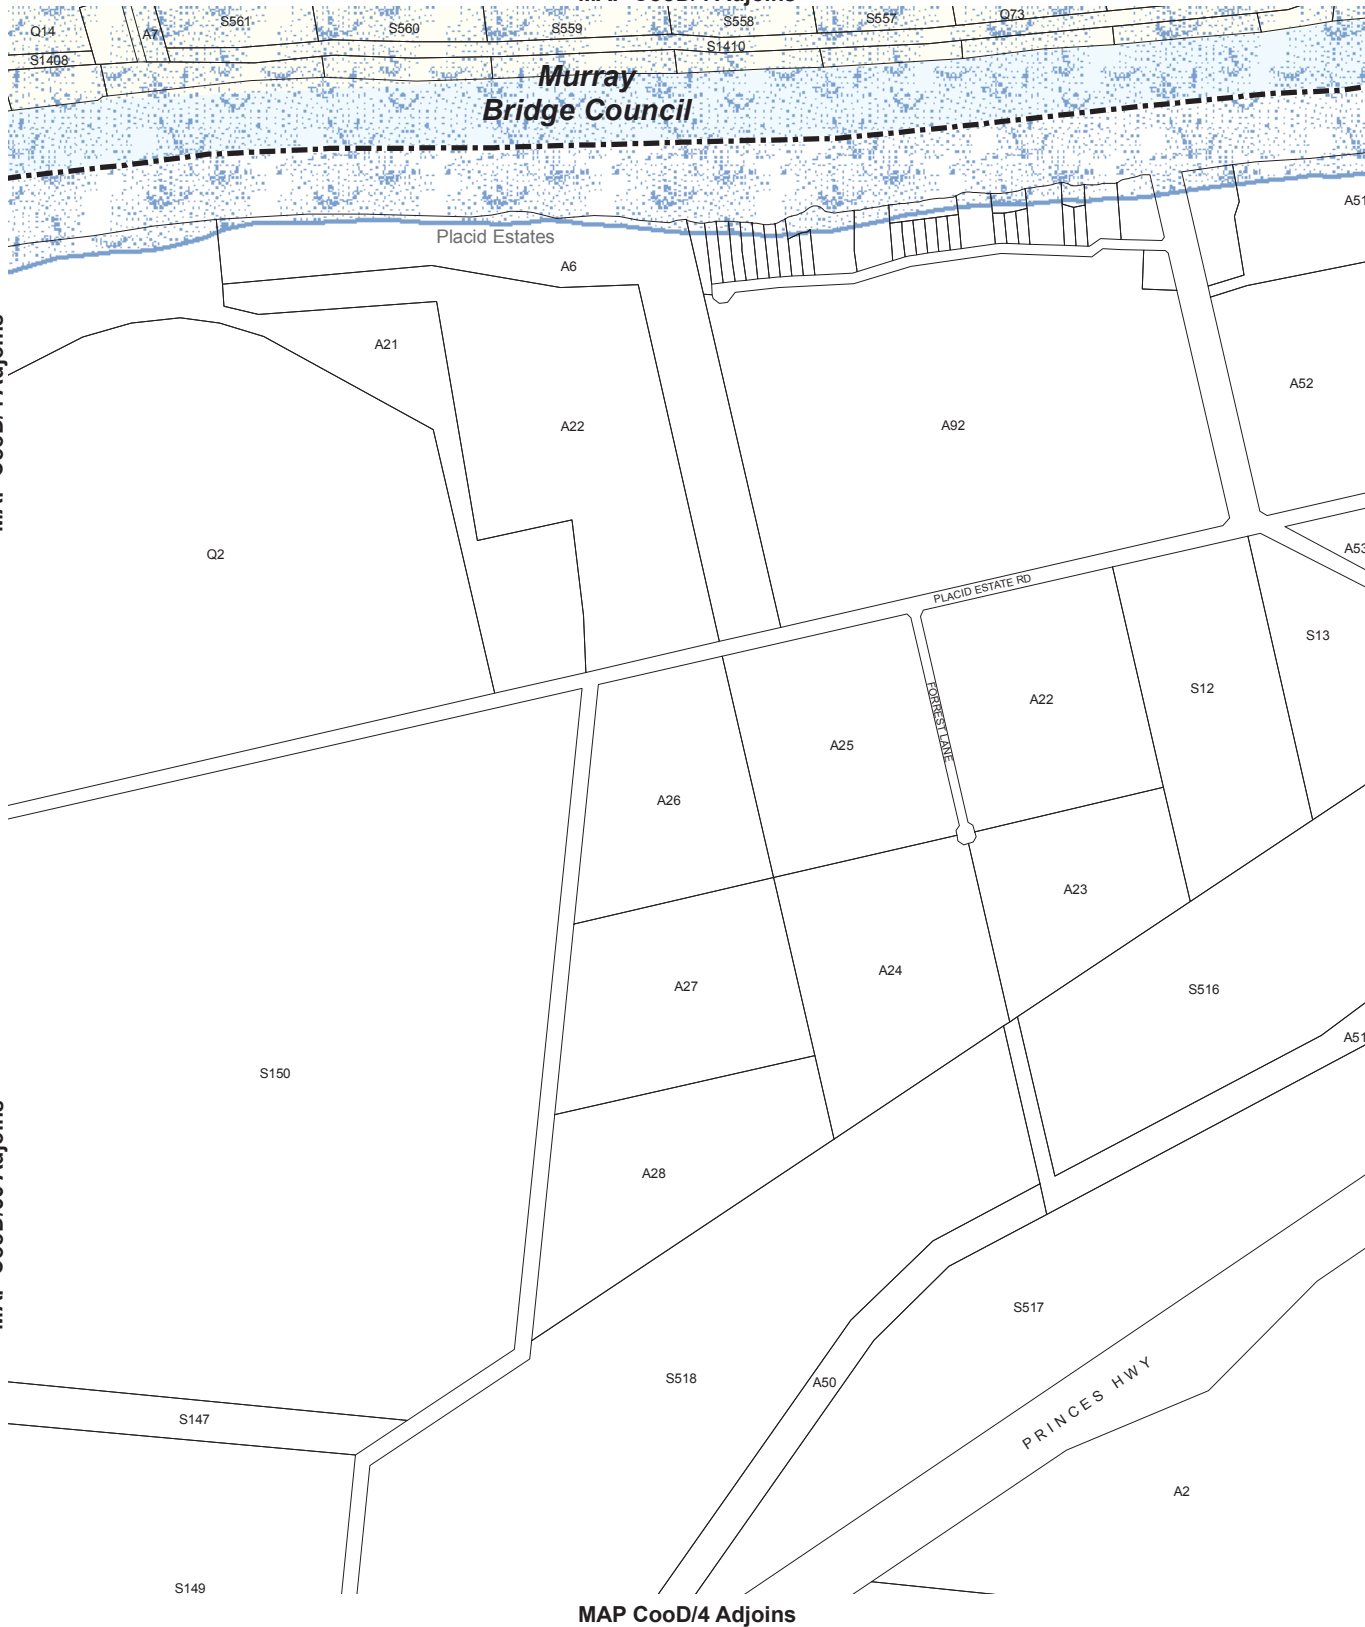 S561
S560
S559
S558
S557
Q73
Q14
A7
S1408
S1410
Murray
Bridge Council
Placid Estates
A51
A6
A21
A22
A92
A52
Q2
A53
PLACID ESTATE RD
S13
FORREST LANE
A22
S12
A25
A26
A23
A27
A24
S516
A51
S150
A28
S517
S518
A50
PRINCES HWY
S147
A2
S149
MAP CooD/4 Adjoins